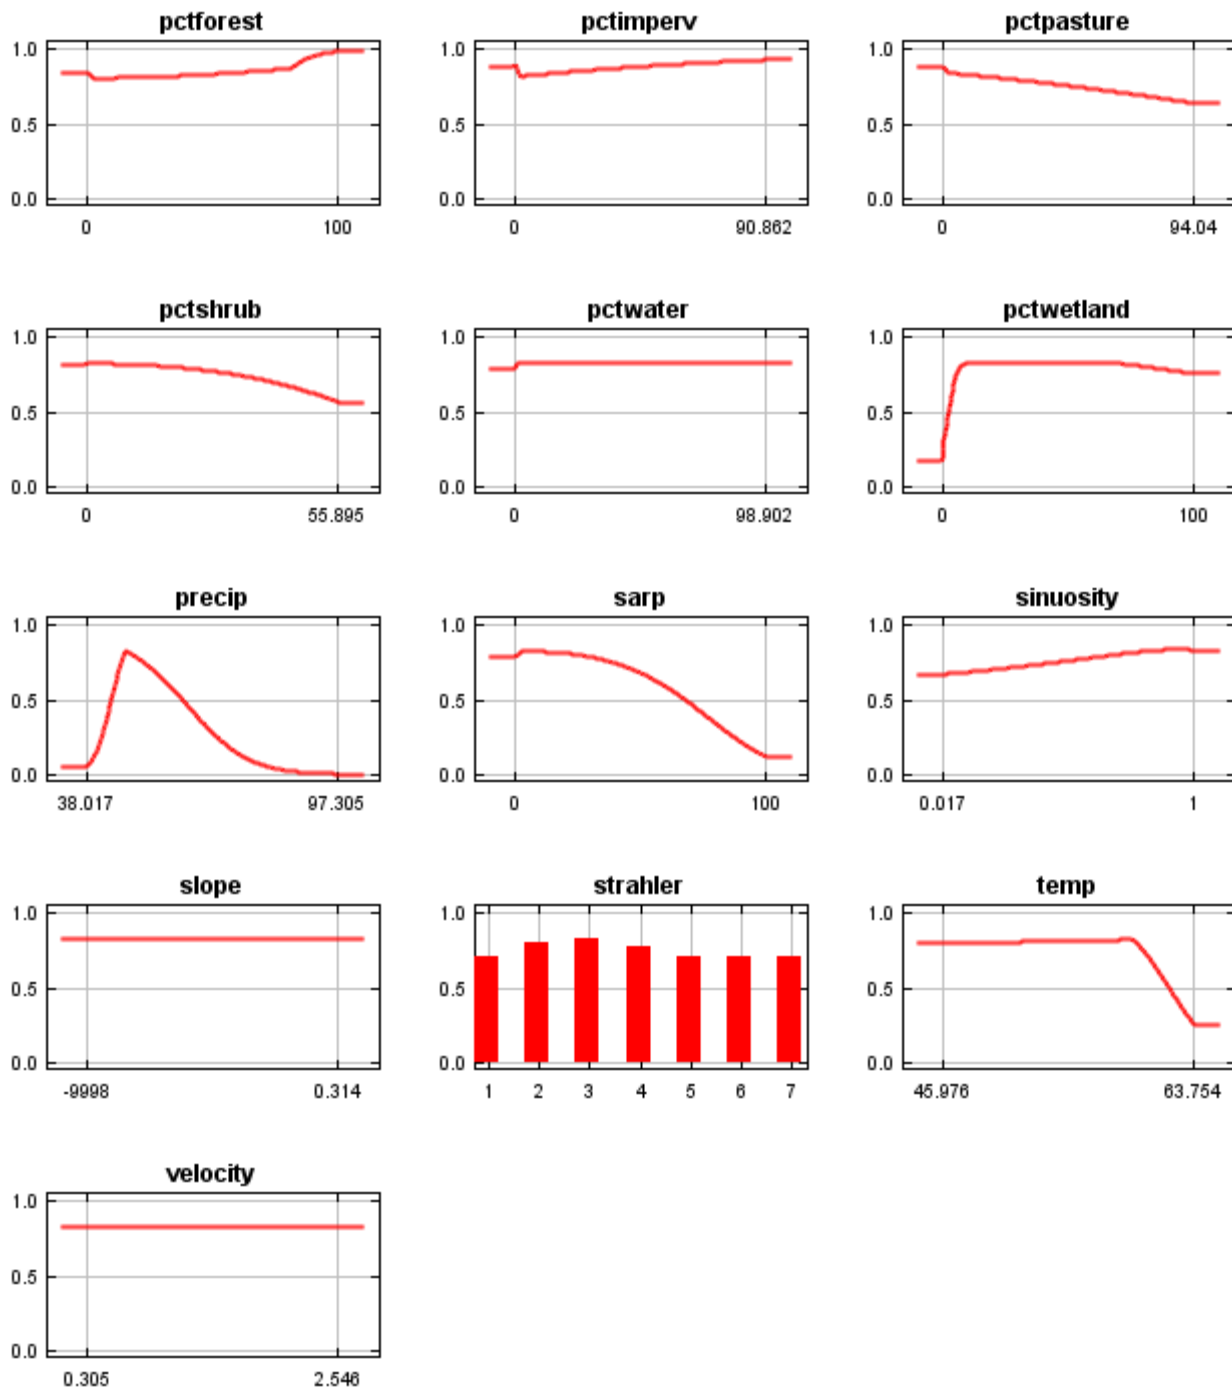 pctforest pctimperv pctpasture
1.0 1.0 1.0
0.5 0.5 0.5
0.0 0.0 0.0
0 100 0 90.862 0 94.04
pctshrub pctwater pctwetland
1.0 1.0 1.0
0.5 0.5 0.5
0.0 0.0 0.0
0 55.895 0 98.902 0 100
precip sarp sinuosity
1.0 1.0 1.0
0.5 0.5 0.5
0.0 0.0 0.0
38.017 97.305 0 100 0.017 1
slope strahler temp
1.0 1.0 1.0
0.5 0.5 0.5
0.0 0.0 0.0
-9998 0.314 1 2 3 4 5 6 7 45.976 63.754
velocity
1.0
0.5
0.0
0.305 2.546